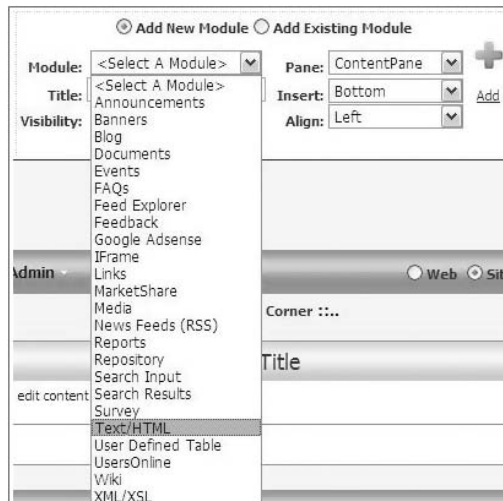 Add New Module Add Existing Module
Module: <Select A Module> Pane: ContentPane
Title: Insert: Bottom Add
Visibility: Align: Left
<Select A Module>
Announcements
Banners
Blog
Documents
Events
FAQs
Feed Explorer
Feedback
Google Adsense
IFrame
Links
MarketShare
Media
News Feeds (RSS)
Reports
Repository
Search Input
Search Results
Survey
Text/HTML
User Defined Table
UsersOnline
Wiki
XML/XSL
Admin Web Sit
Corner ::..
Title
edit content